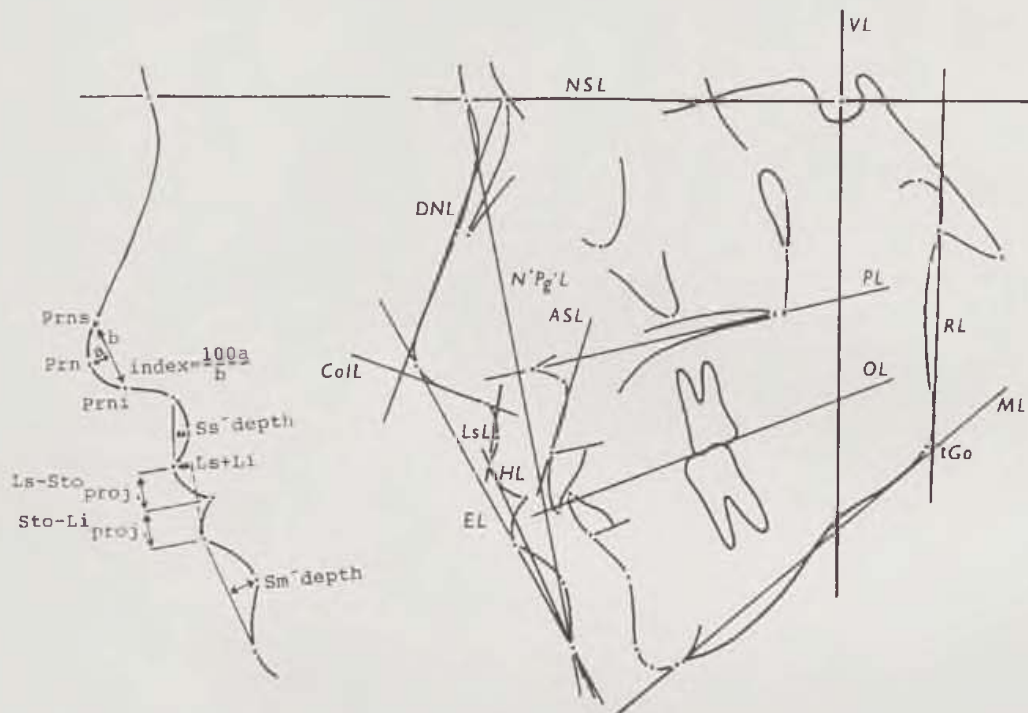 VL
NSL
DNL
N'Pg'L
PL
ASL
Prns
b
a
Prn
index=100a/b
Prni
ColL
RL
OL
ML
Ss'depth
LsL
Ls+Li
HL
tGo
Ls-Sto proj.
EL
Sto-Li proj.
Sm'depth